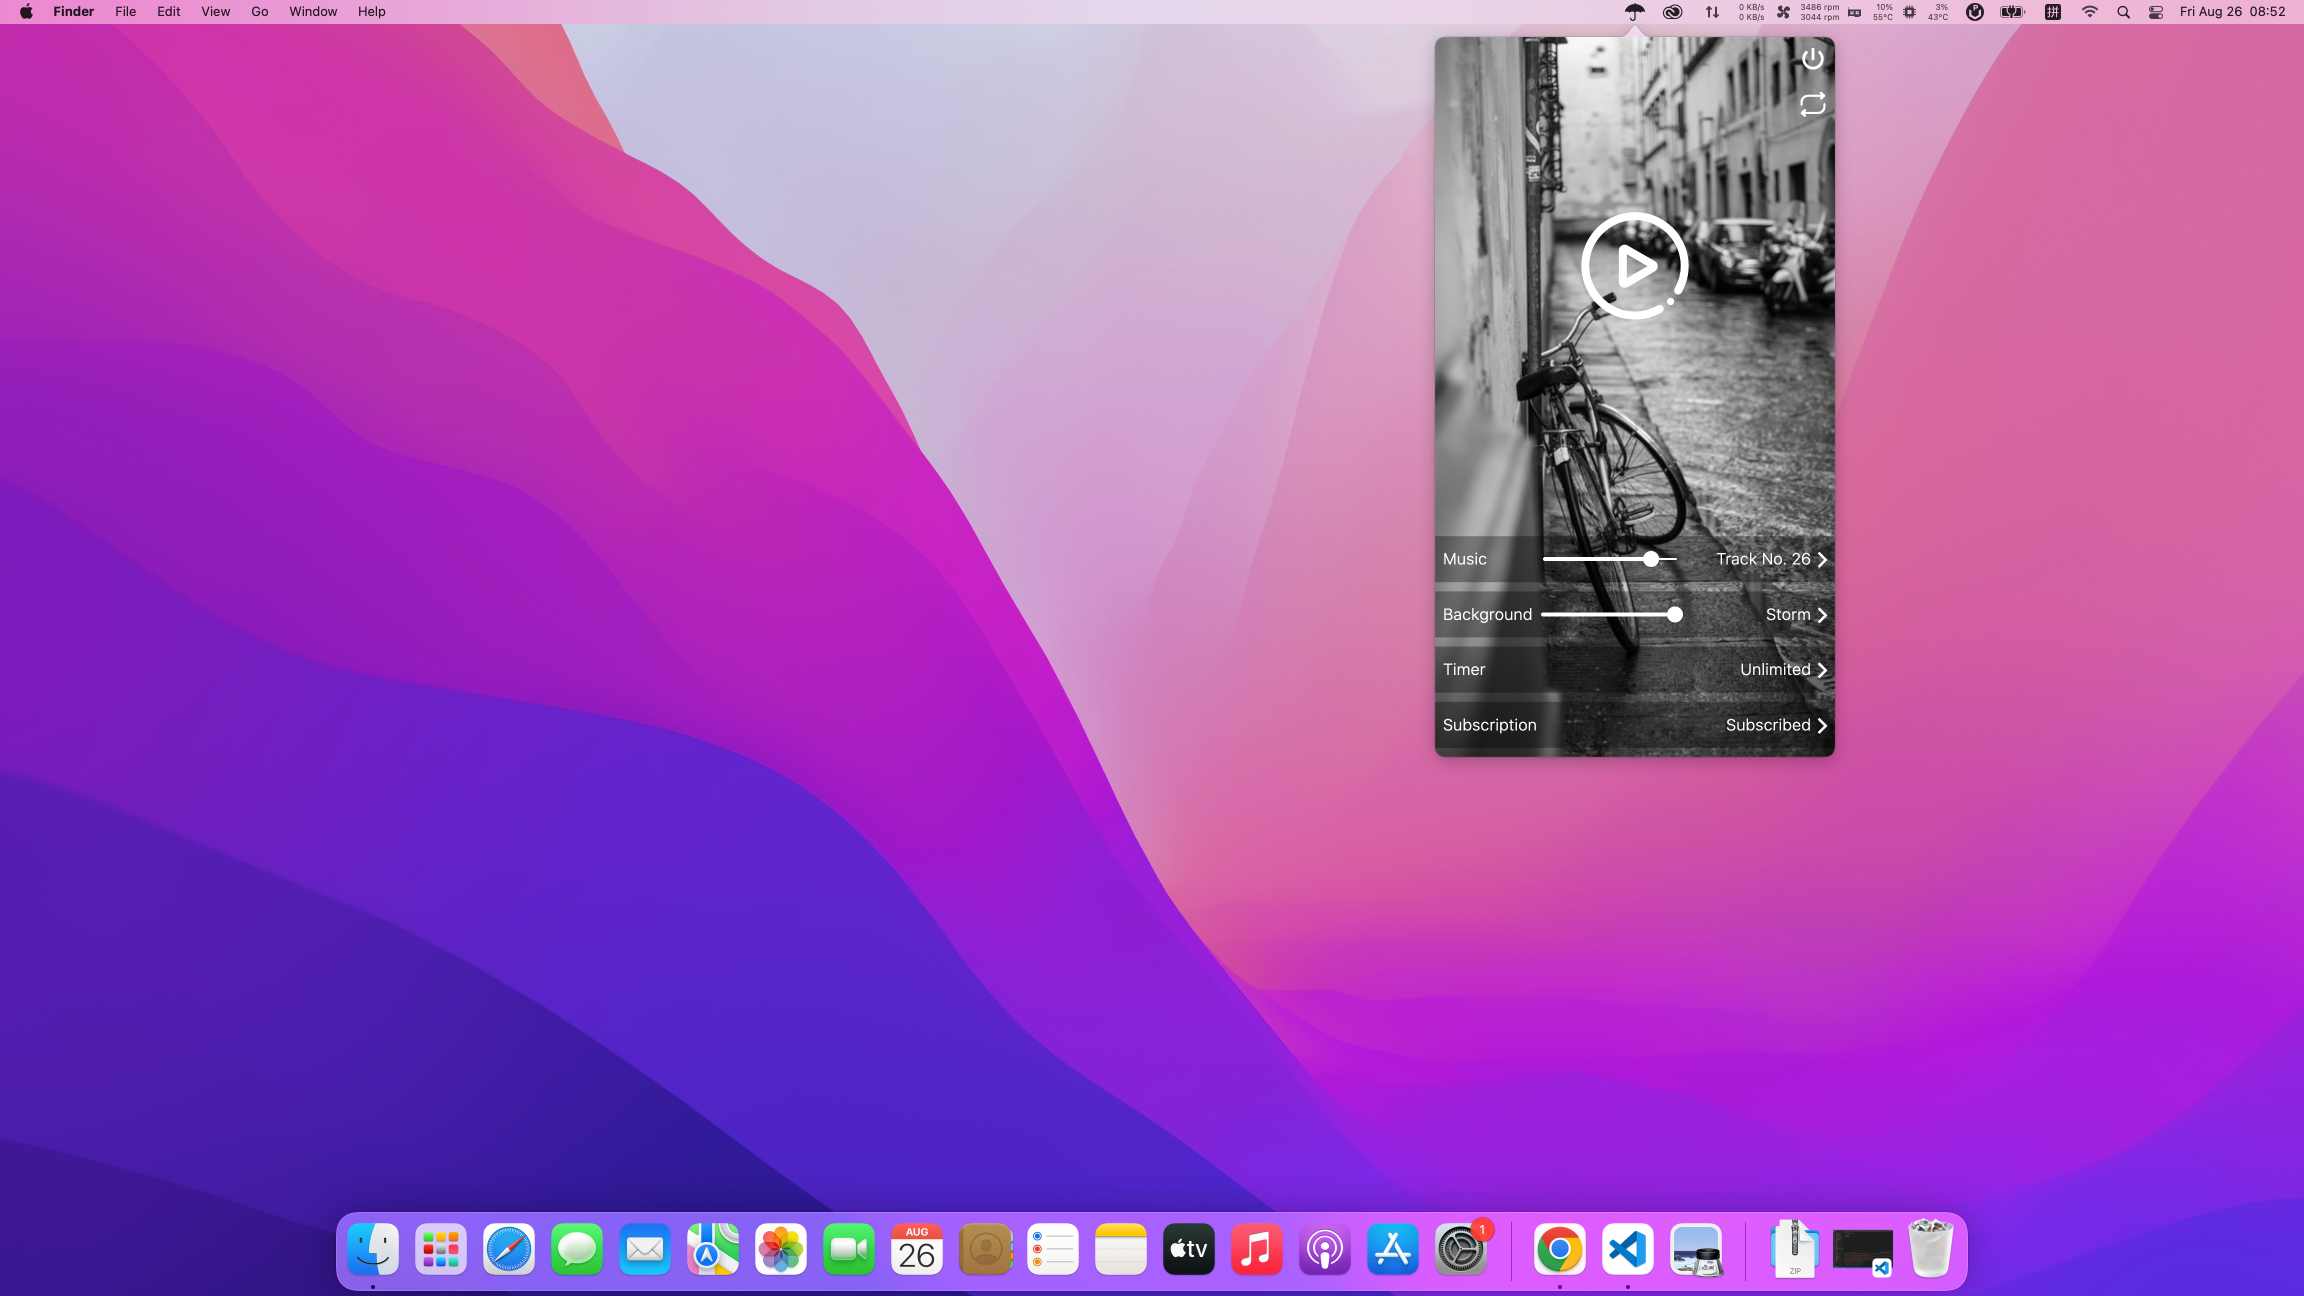 Finder File Edit View Go Window Help
0 KB/s 3486 rpm 10% 3% 拼 Fri Aug 26 08:52
0 KB/s 3044 rpm 55°C 43°C
Music Track No. 26
Background Storm
Timer Unlimited
Subscription Subscribed
1
AUG
26
tv
ZIP